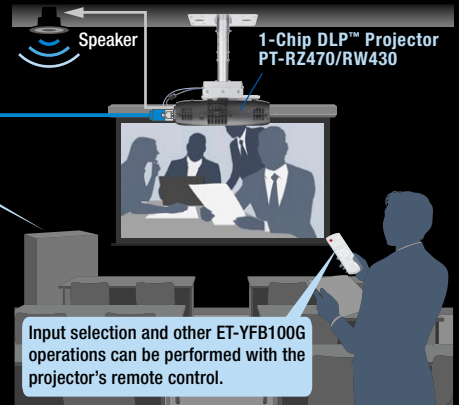 Speaker
1-Chip DLP™ Projector
PT-RZ470/RW430
Input selection and other ET-YFB100G
operations can be performed with the
projector's remote control.